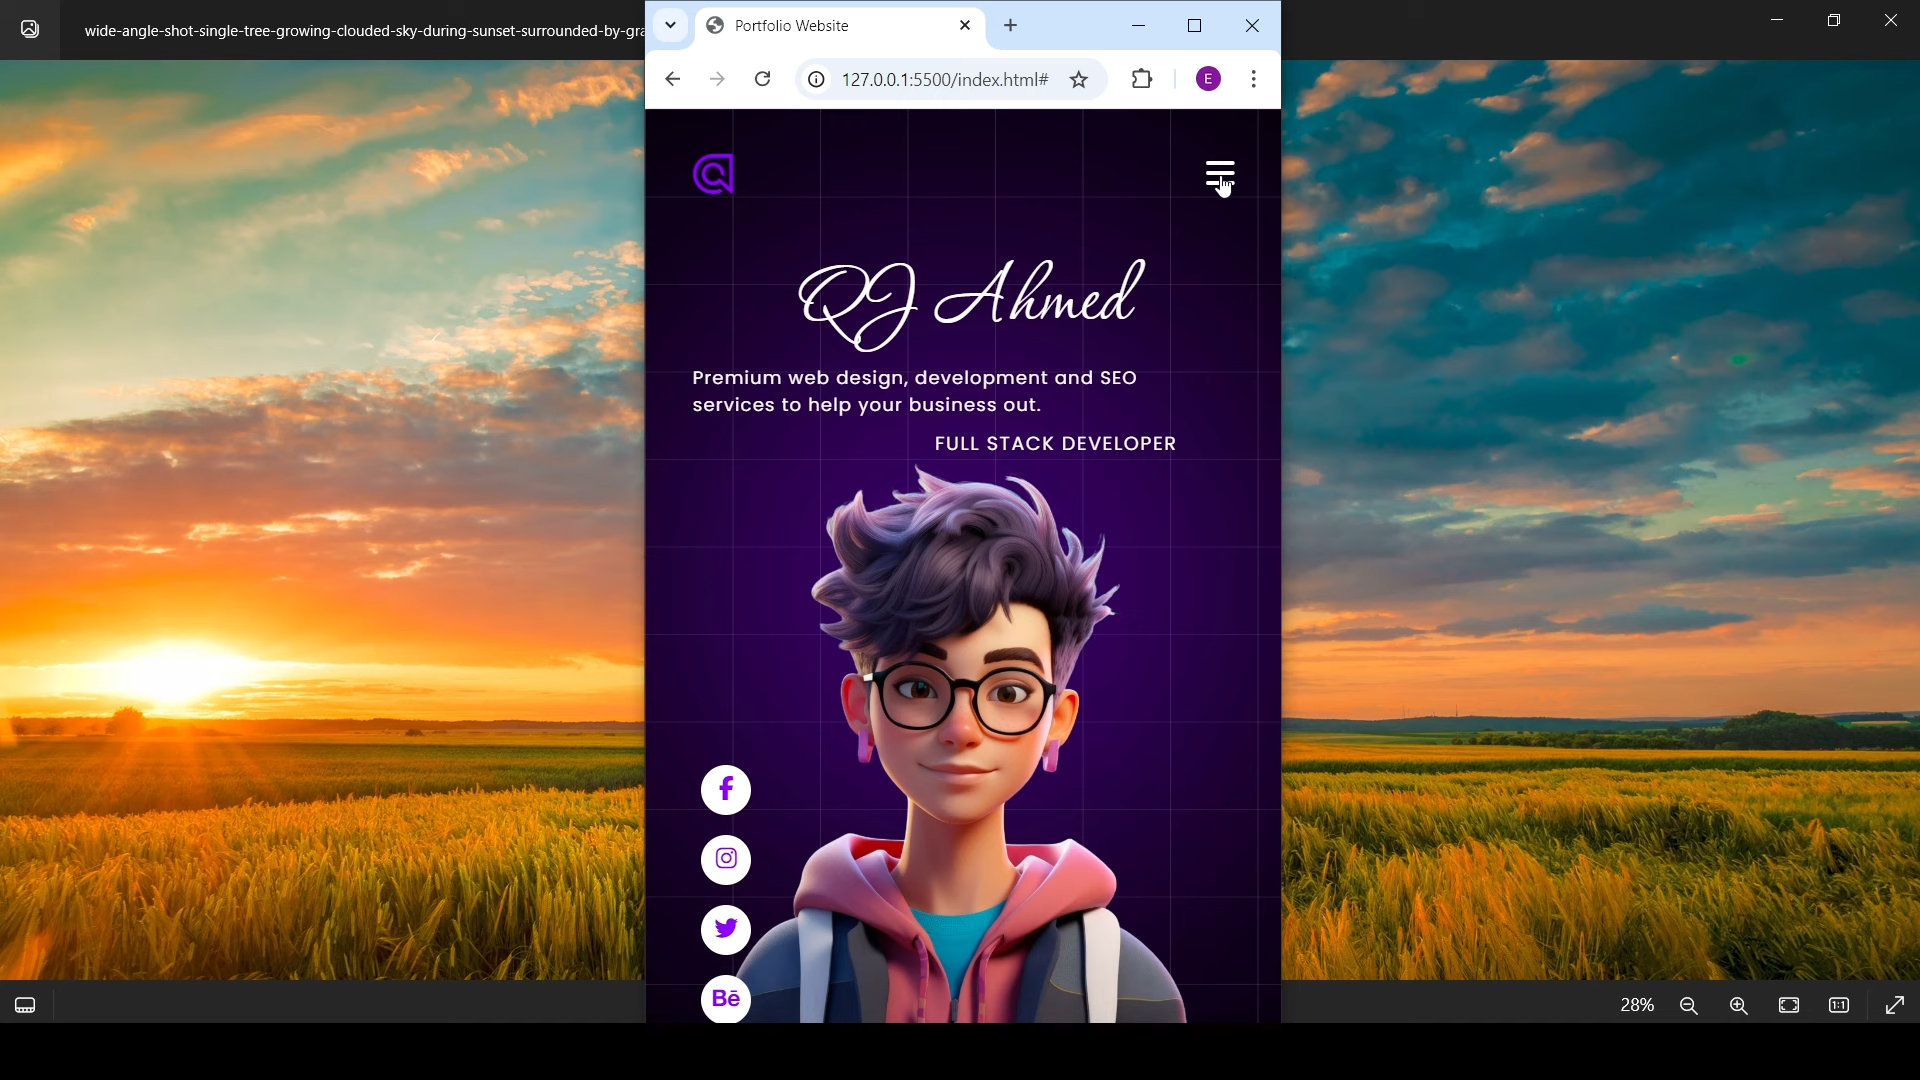 wide-angle-shot-single-tree-growing-clouded-sky-during-sunset-surrounded-by-gra
Portfolio Website
127.0.0.1:5500/index.html#
E
QJ Ahmed
Premium web design, development and SEO
services to help your business out.
FULL STACK DEVELOPER
Bē
28%
1:1